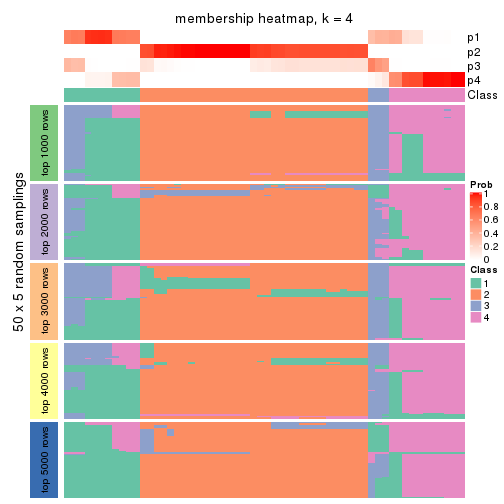 membership heatmap, k = 4
p1
p2
p3
p4
Class
50 x 5 random samplings
top 1000 rows
top 2000 rows
top 3000 rows
top 4000 rows
top 5000 rows
Prob
1
0.8
0.6
0.4
0.2
0
Class
1
2
3
4